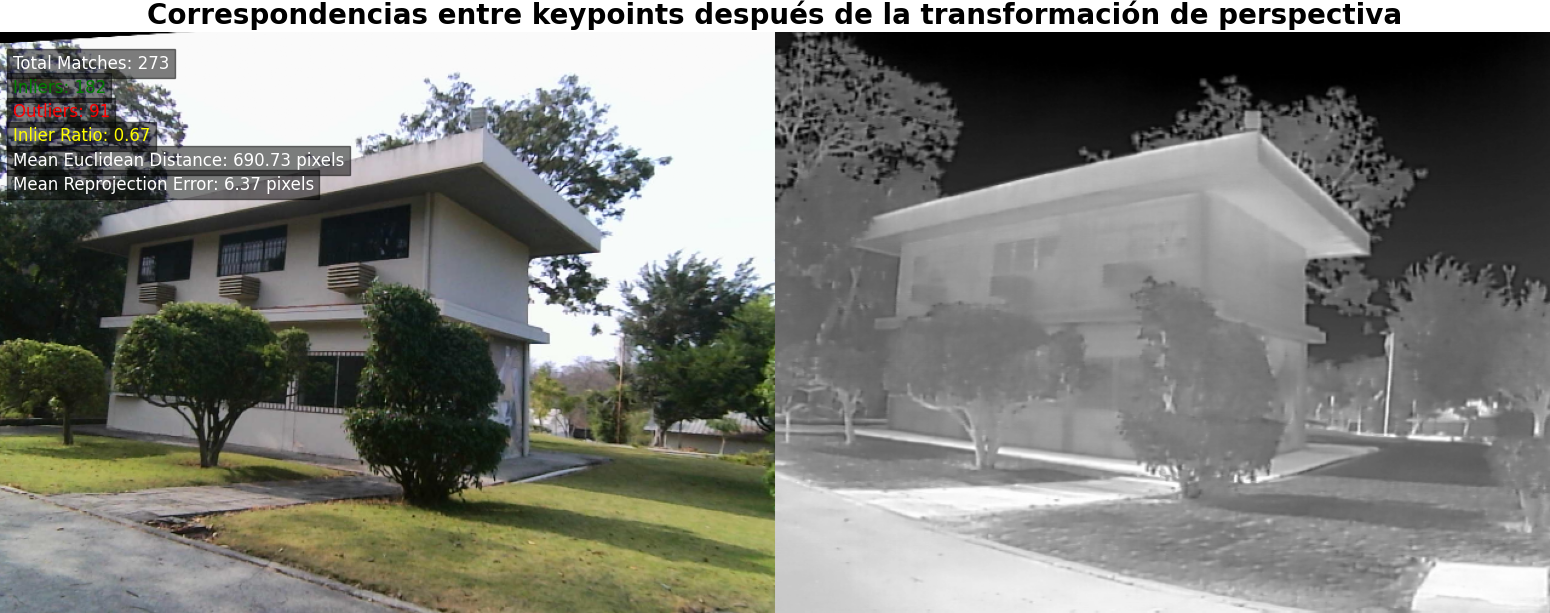 Correspondencias entre keypoints después de la transformación de perspectiva
Total Matches: 273
Inliers: 182
Outliers: 91
Inlier Ratio: 0.67
Mean Euclidean Distance: 690.73 pixels
Mean Reprojection Error: 6.37 pixels